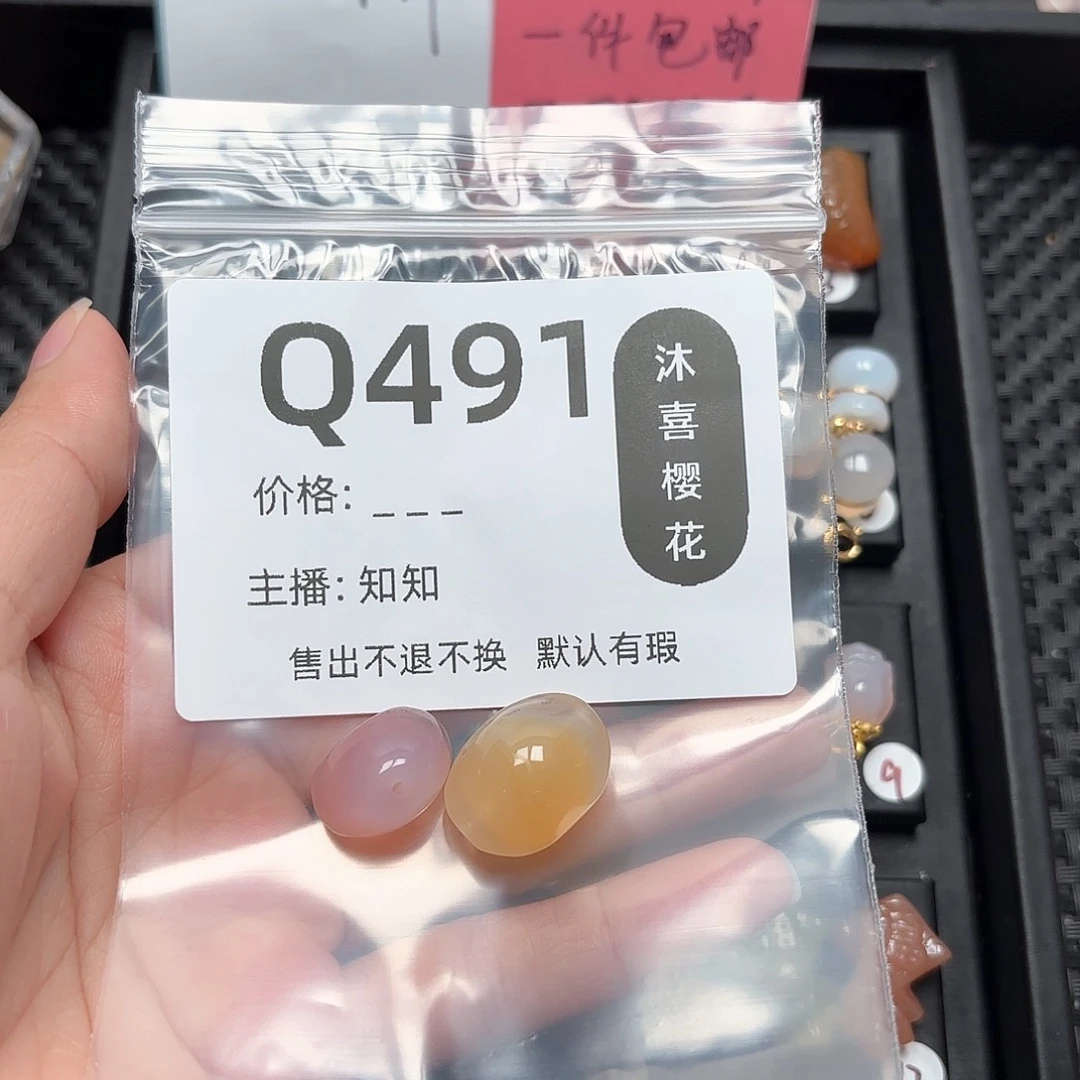 一件包邮
Q491
沐喜樱花
价格: _ _ _
主播: 知知
售出不退不换 默认有瑕
9